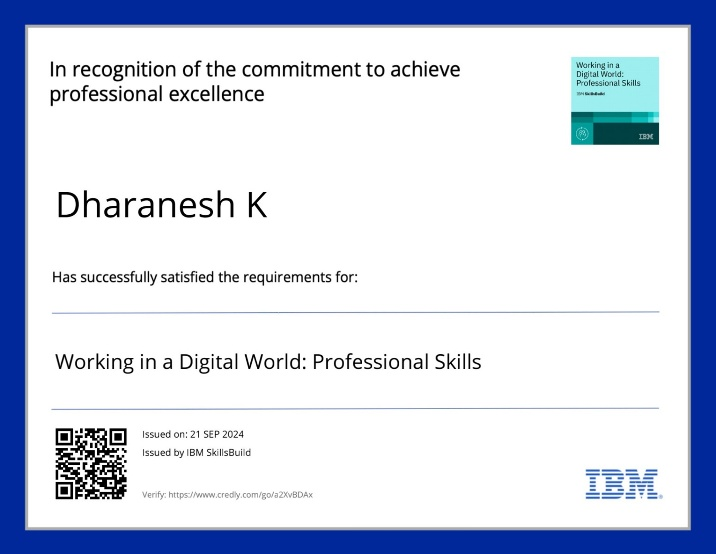 In recognition of the commitment to achieve
professional excellence
Working in a
Digital World:
Professional Skills
IBM SkillsBuild
IBM
Dharanesh K
Has successfully satisfied the requirements for:
Working in a Digital World: Professional Skills
Issued on: 21 SEP 2024
Issued by IBM SkillsBuild
Verify: https://www.credly.com/go/a2XvBDAx
IBM®